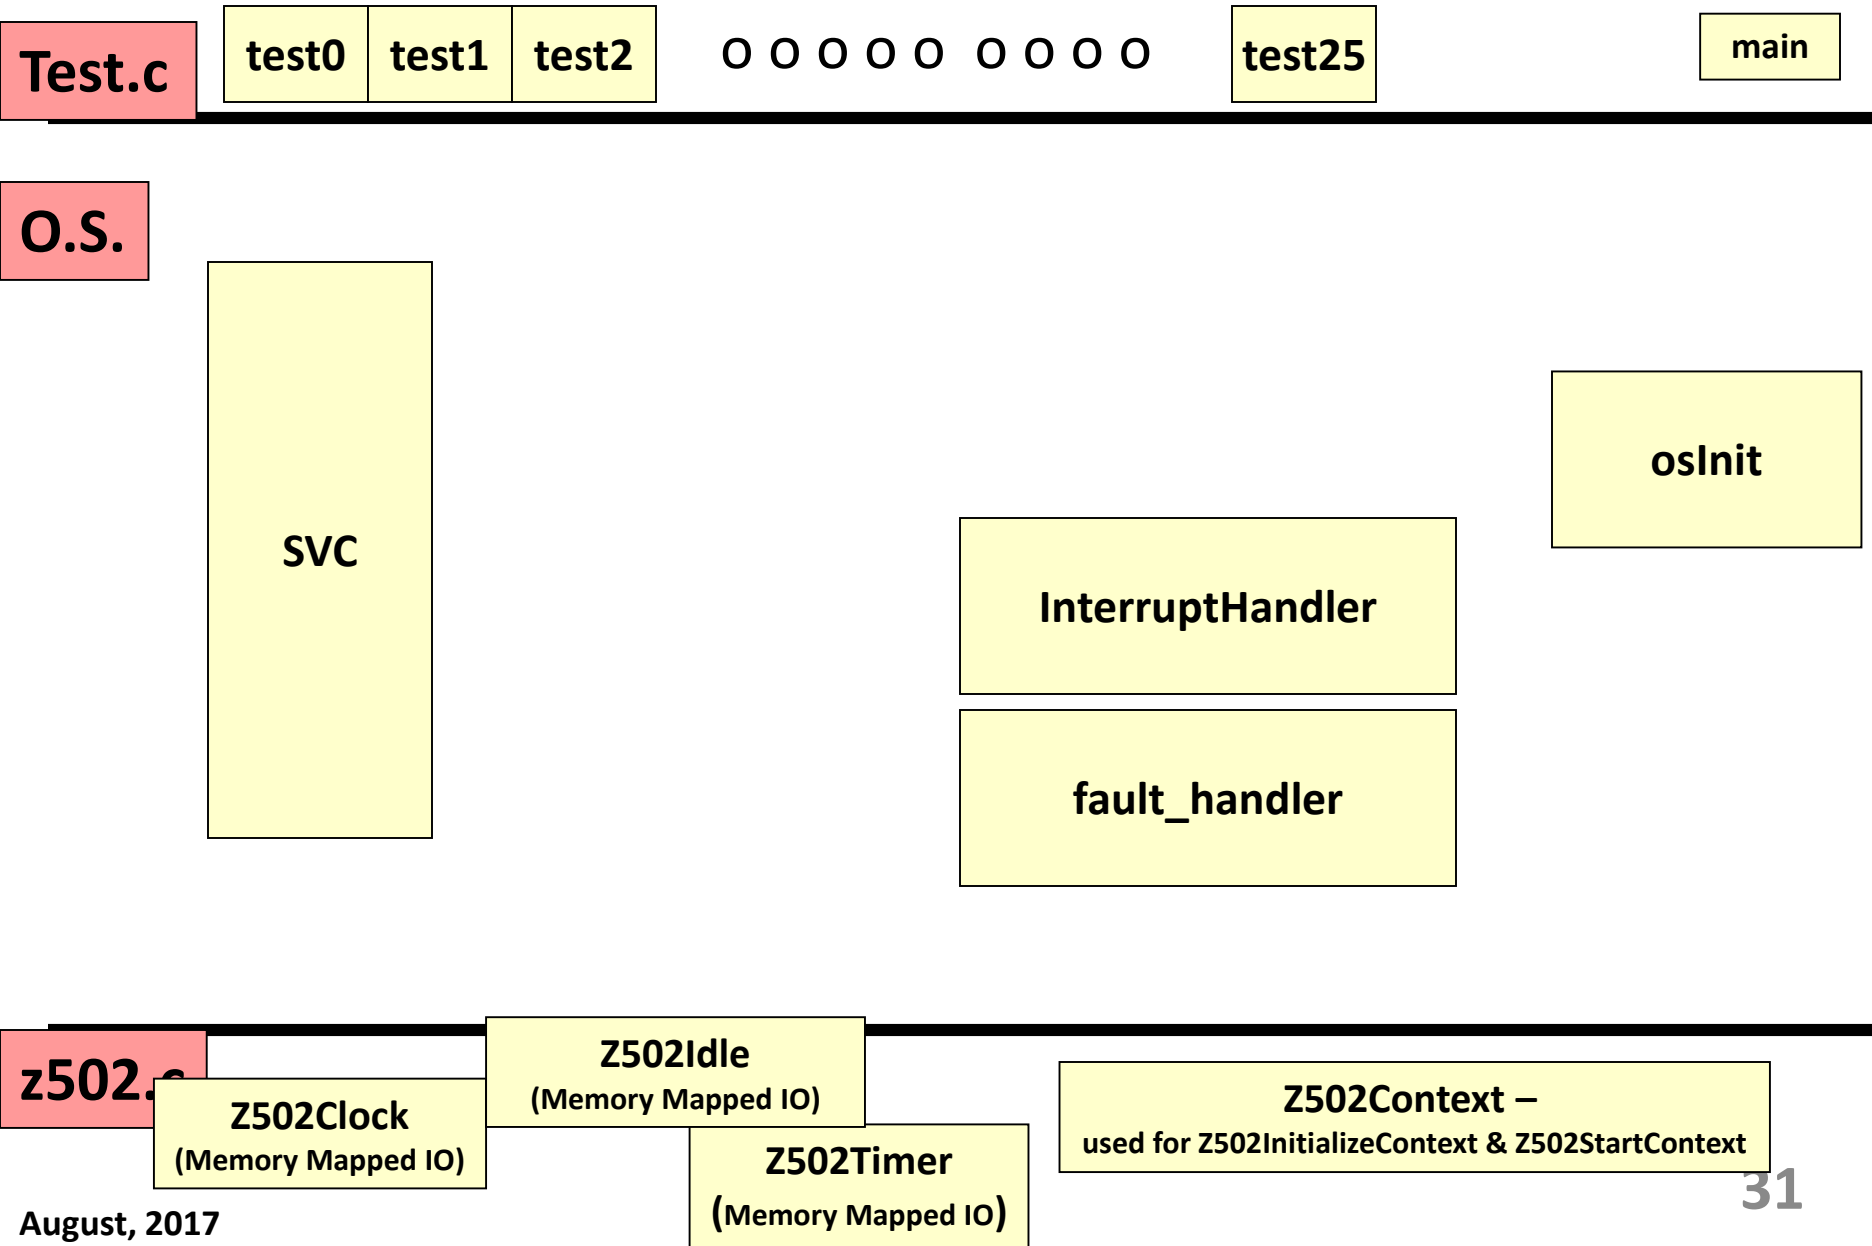 Test.c
test0 test1 test2 O O O O O O O O O test25
main
O.S.
osInit
SVC
InterruptHandler
fault_handler
z502.c
Z502Idle
(Memory Mapped IO)
Z502Clock
(Memory Mapped IO)
Z502Context –
used for Z502InitializeContext & Z502StartContext
Z502Timer
(Memory Mapped IO)
31
August, 2017